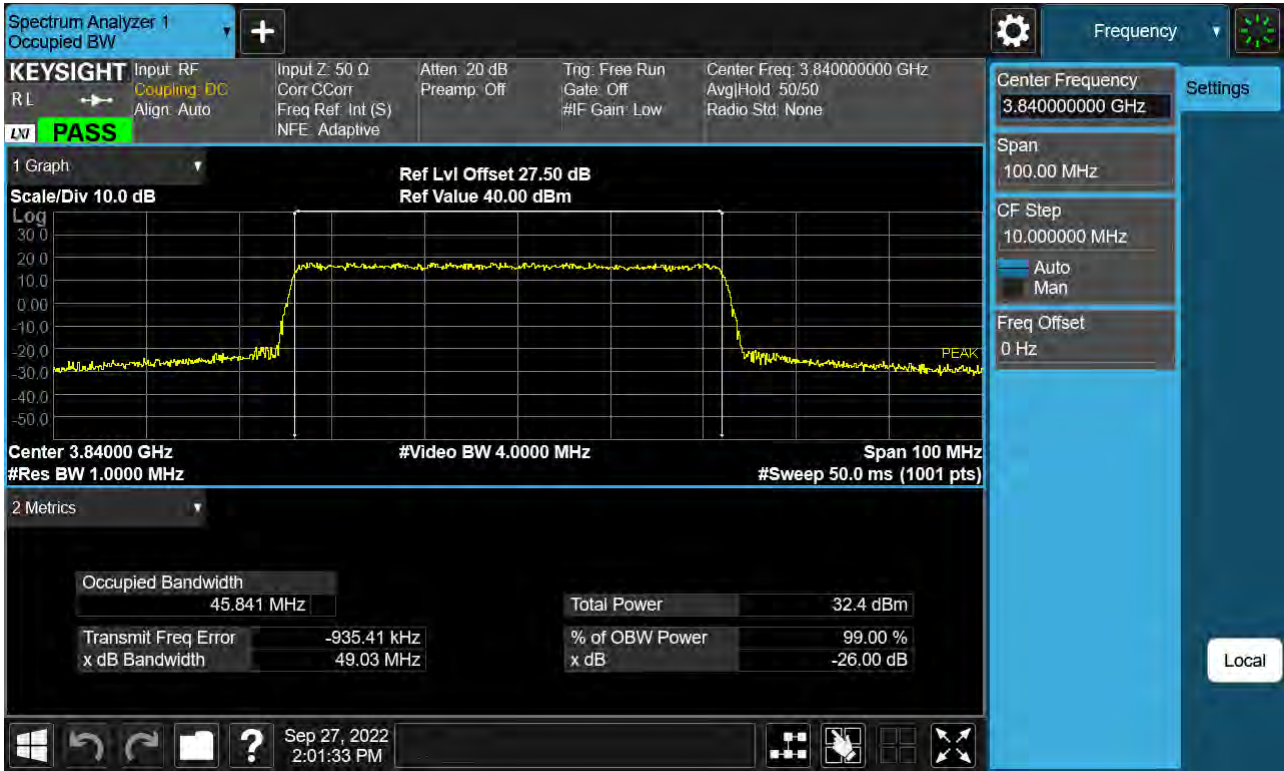 Spectrum Analyzer 1
Occupied BW
+
Frequency
KEYSIGHT
R L
LXI
PASS
Input: RF
Coupling: DC
Align: Auto
Input Z: 50 Ω
Corr CCorr
Freq Ref: Int (S)
NFE: Adaptive
Atten: 20 dB
Preamp: Off
Trig: Free Run
Gate: Off
#IF Gain: Low
Center Freq: 3.840000000 GHz
Avg|Hold: 50/50
Radio Std: None
Center Frequency
3.840000000 GHz
Settings
Span
100.00 MHz
CF Step
10.000000 MHz
Auto
Man
Freq Offset
0 Hz
Local
1 Graph
Scale/Div 10.0 dB
Ref Lvl Offset 27.50 dB
Ref Value 40.00 dBm
Log
30.0
20.0
10.0
0.00
-10.0
-20.0
-30.0
-40.0
-50.0
PEAK
Center 3.84000 GHz
#Video BW 4.0000 MHz
Span 100 MHz
#Res BW 1.0000 MHz
#Sweep 50.0 ms (1001 pts)
2 Metrics
Occupied Bandwidth
45.841 MHz
Total Power 32.4 dBm
Transmit Freq Error -935.41 kHz
% of OBW Power 99.00 %
x dB Bandwidth 49.03 MHz
x dB -26.00 dB
?
Sep 27, 2022
2:01:33 PM